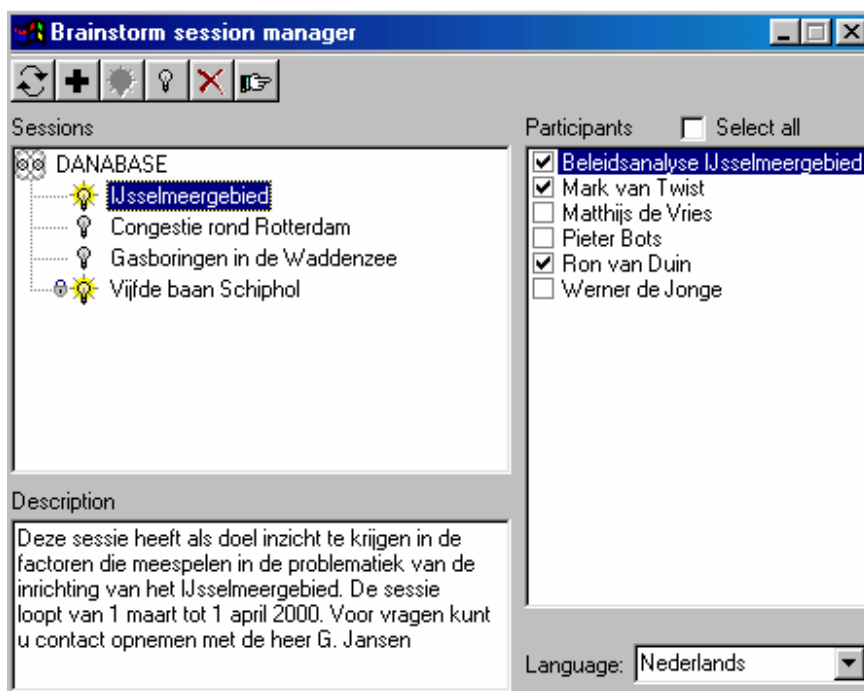 Brainstorm session manager
Sessions
DANABASE
IJsselmeergebied
Congestie rond Rotterdam
Gasboringen in de Waddenzee
Vijfde baan Schiphol
Participants Select all
Beleidsanalyse IJsselmeergebied
Mark van Twist
Matthijs de Vries
Pieter Bots
Ron van Duin
Werner de Jonge
Description
Deze sessie heeft als doel inzicht te krijgen in de
factoren die meespelen in de problematiek van de
inrichting van het IJsselmeergebied. De sessie
loopt van 1 maart tot 1 april 2000. Voor vragen kunt
u contact opnemen met de heer G. Jansen
Language: Nederlands